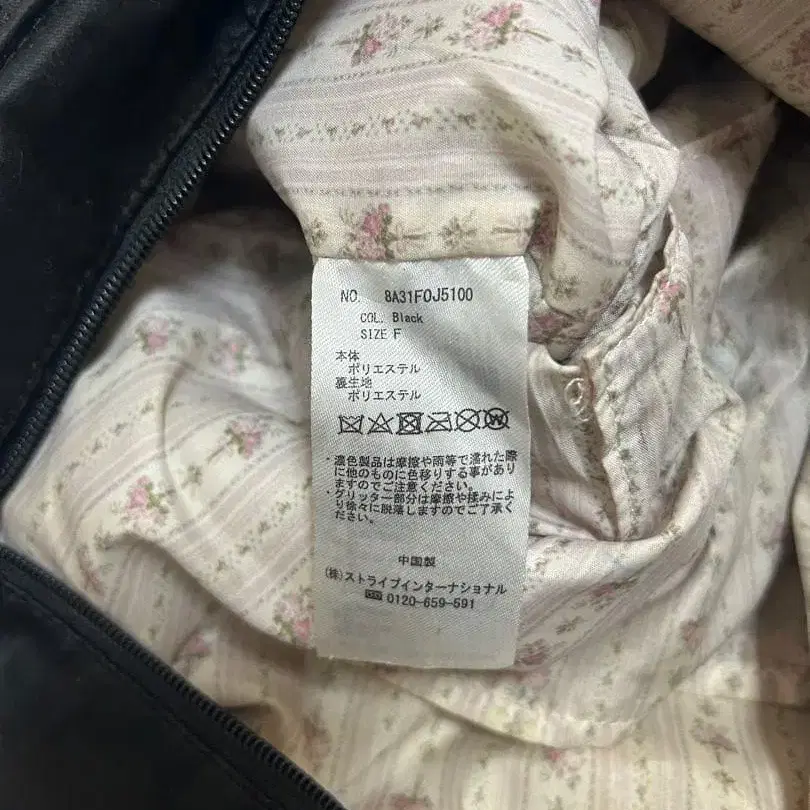 NO. 8A31F0J5100
COL. Black
SIZE F
本体
ポリエステル
裏生地
ポリエステル
・濃色製品は摩擦や雨等で濡れた際
に他のものに色移りする事があり
ますのでご注意ください。
・グリッター部分は摩擦や揉みによ
り徐々に脱落しますのでご了承く
ださい。
中国製
(株)ストライプインターナショナル
0120-659-591